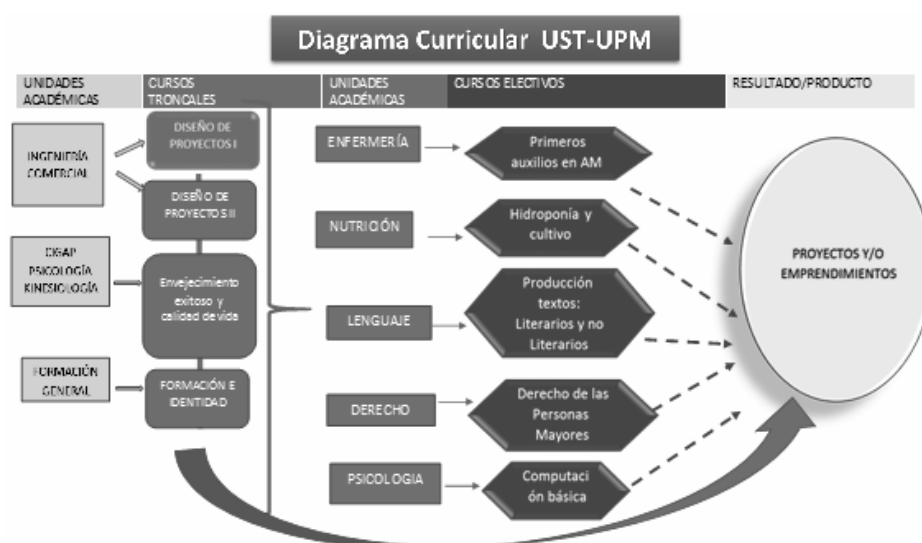 Diagrama Curricular UST-UPM
UNIDADES
ACADÉMICAS
CURSOS
TRONCALES
UNIDADES
ACADÉMICAS
CURSOS ELECTIVOS
RESULTADO/PRODUCTO
INGENIERÍA
COMERCIAL
DISEÑO DE
PROYECTOS I
DISEÑO DE
PROYECTOS II
CIGAP
PSICOLOGÍA
KINESIOLOGÍA
Envejecimiento
exitoso y
calidad de vida
FORMACIÓN
GENERAL
FORMACIÓN E
IDENTIDAD
ENFERMERÍA
Primeros
auxilios en AM
NUTRICIÓN
Hidroponía y
cultivo
LENGUAJE
Producción
textos:
Literarios y no
Literarios
DERECHO
Derecho de las
Personas
Mayores
PSICOLOGIA
Computaci
ón básica
PROYECTOS Y/O
EMPRENDIMIENTOS